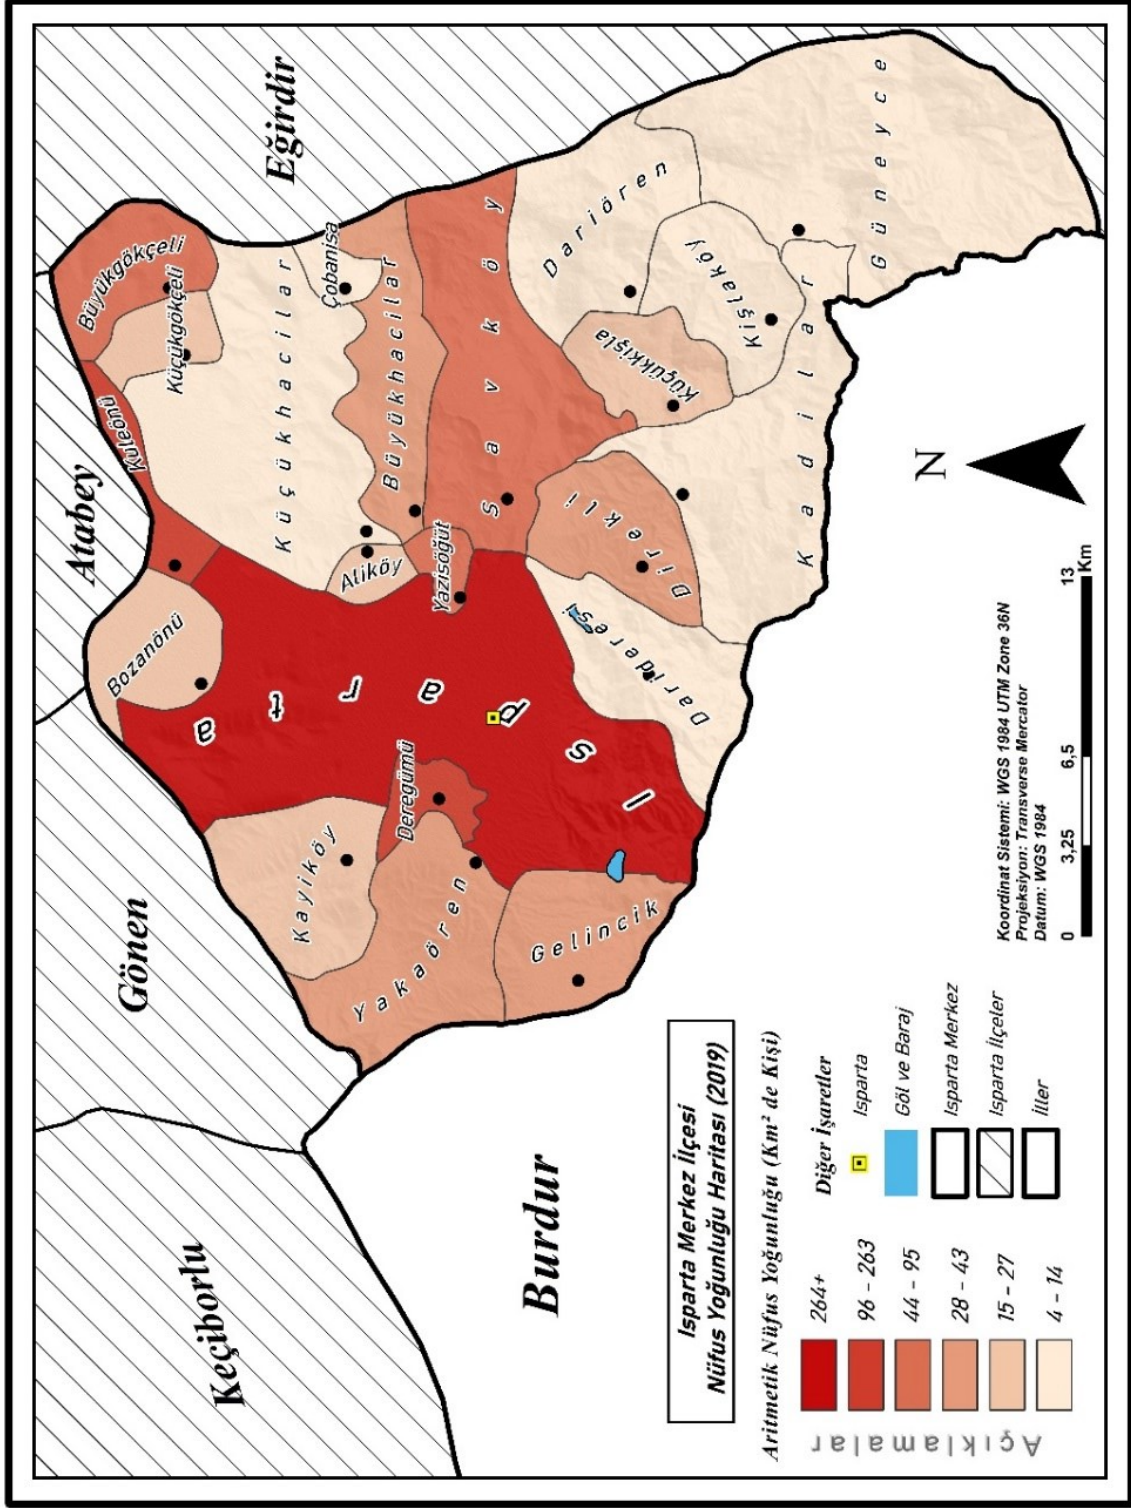 Keçiborlu
Gönen
Atabey
Eğirdir
Burdur
Büyükgökçeli
Küçükgökçeli
Kuleönü
Bozanönü
Küçükhacılar
Çobanisa
Büyükhacılar
Aliköy
Yazısöğüt
Savköy
Isparta
Kayıköy
Deregümü
Yakaören
Gelincik
Darıderesi
Direkli
Küçükkışla
Darıören
Kışlaköy
Kadılar
Güneyce
Isparta Merkez İlçesi
Nüfus Yoğunluğu Haritası (2019)
Aritmetik Nüfus Yoğunluğu (Km² de Kişi)
Açıklamalar
264+
96 - 263
44 - 95
28 - 43
15 - 27
4 - 14
Diğer İşaretler
Isparta
Göl ve Baraj
Isparta Merkez
Isparta İlçeler
İller
N
Koordinat Sistemi: WGS 1984 UTM Zone 36N
Projeksiyon: Transverse Mercator
Datum: WGS 1984
0 3,25 6,5 13 Km